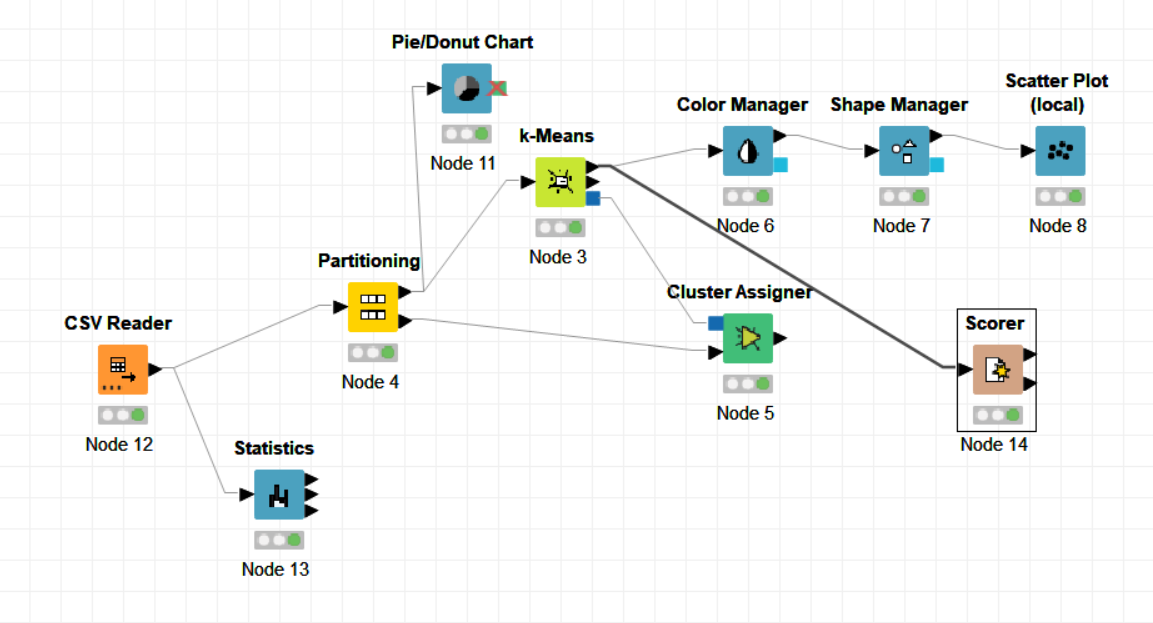 Pie/Donut Chart
Node 11
k-Means
Node 3
Color Manager
Node 6
Shape Manager
Node 7
Scatter Plot
(local)
Node 8
Partitioning
Node 4
Cluster Assigner
Node 5
CSV Reader
Node 12
Scorer
Node 14
Statistics
Node 13